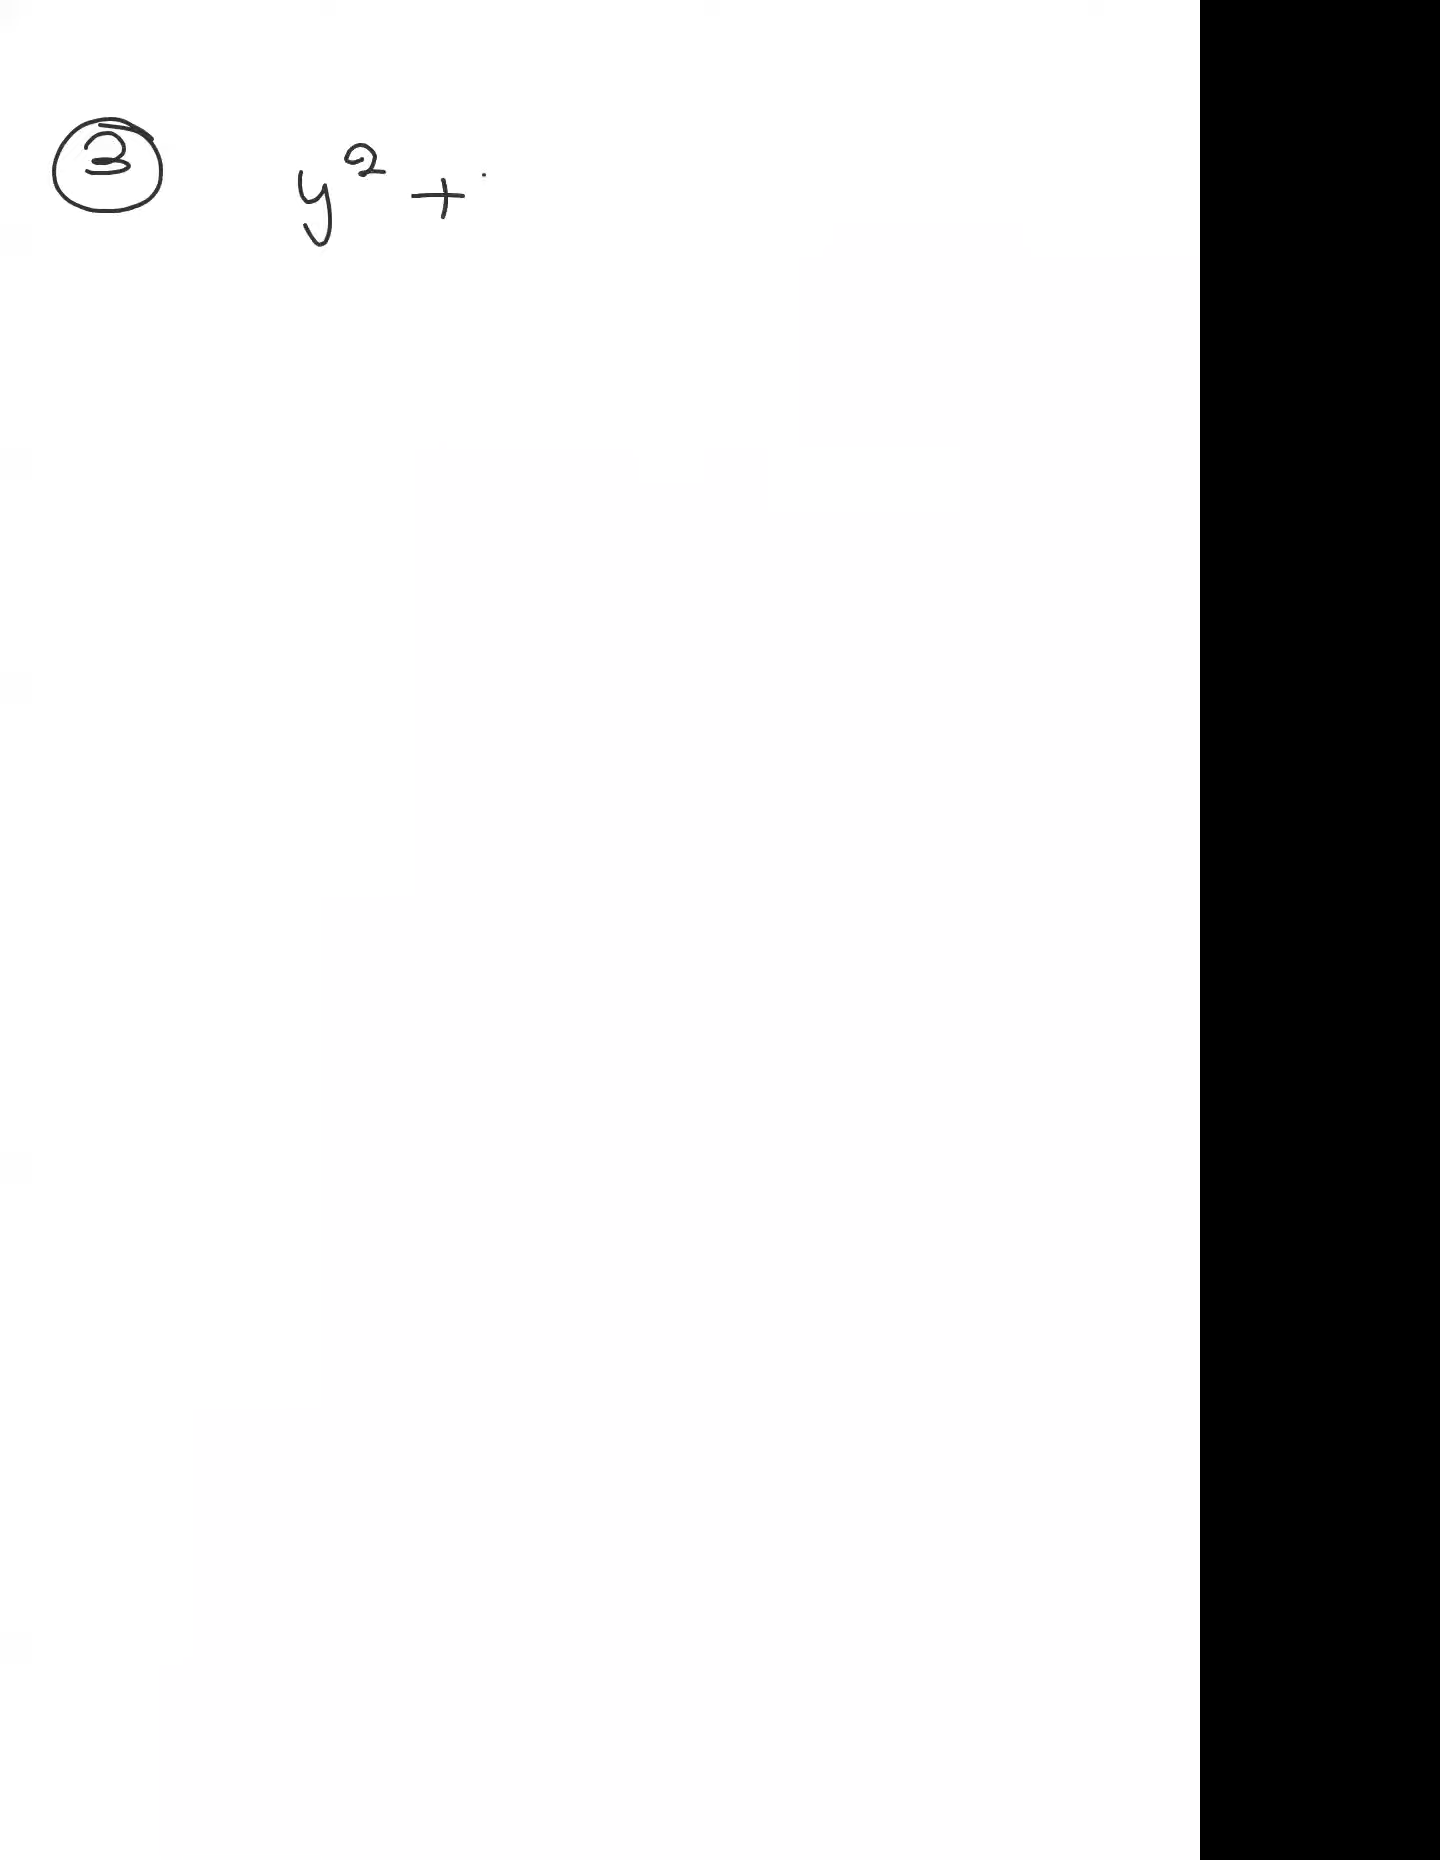 ③ y² +